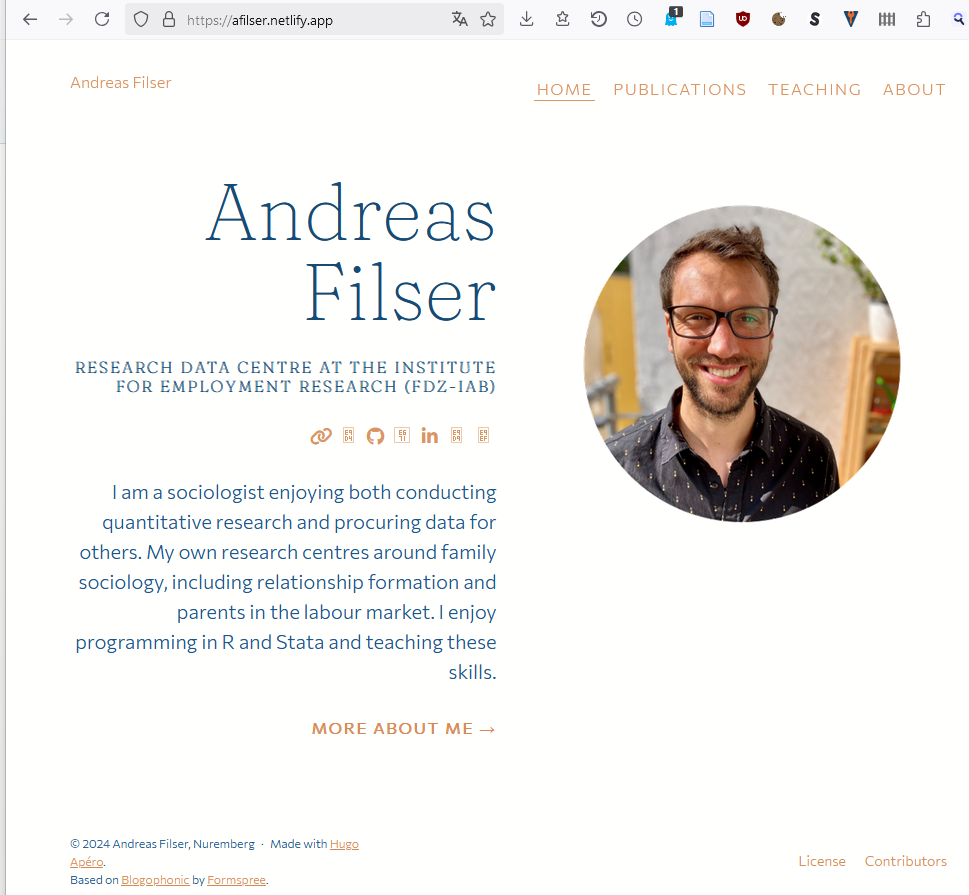 https://afilser.netlify.app
1
Andreas Filser
HOME PUBLICATIONS TEACHING ABOUT
Andreas
Filser
RESEARCH DATA CENTRE AT THE INSTITUTE
FOR EMPLOYMENT RESEARCH (FDZ-IAB)
I am a sociologist enjoying both conducting
quantitative research and procuring data for
others. My own research centres around family
sociology, including relationship formation and
parents in the labour market. I enjoy
programming in R and Stata and teaching these
skills.
MORE ABOUT ME →
© 2024 Andreas Filser, Nuremberg · Made with Hugo
Apéro.
Based on Blogophonic by Formspree.
License Contributors